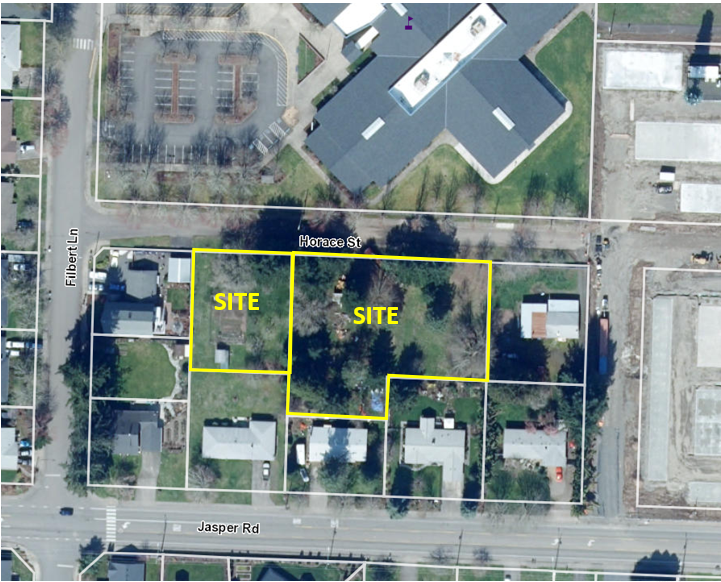 Horace St
Filbert Ln
SITE
SITE
Jasper Rd